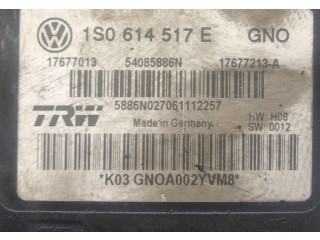 1S0 614 517 E GNO
17677013 54085886N 17677213-A
5886N027061112257
TRW
Made in Germany
HW: H08
SW: 0012
*K03 GNOA002YVM8*